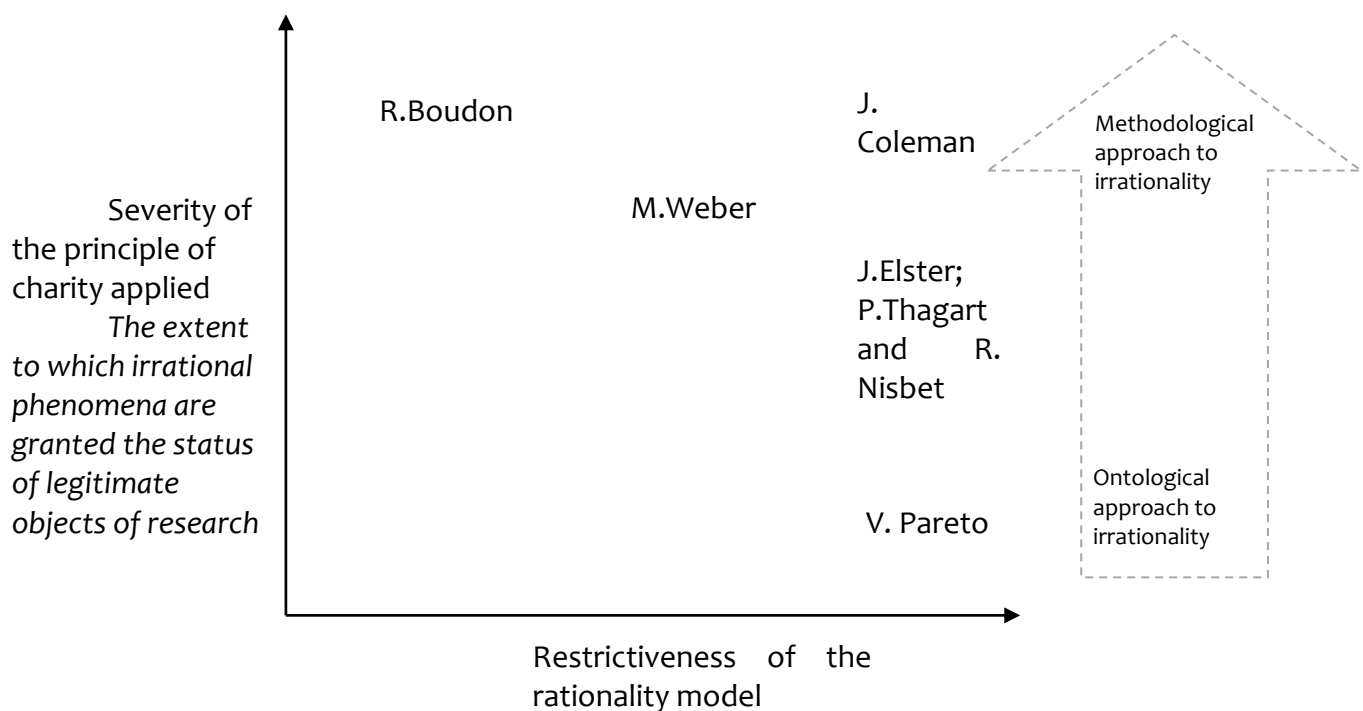 R.Boudon
J.
Coleman
Methodological
approach to
irrationality
Severity of
the principle of
charity applied
The extent
to which irrational
phenomena are
granted the status
of legitimate
objects of research
M.Weber
J.Elster;
P.Thagart
and R.
Nisbet
Ontological
approach to
irrationality
V. Pareto
Restrictiveness of the
rationality model